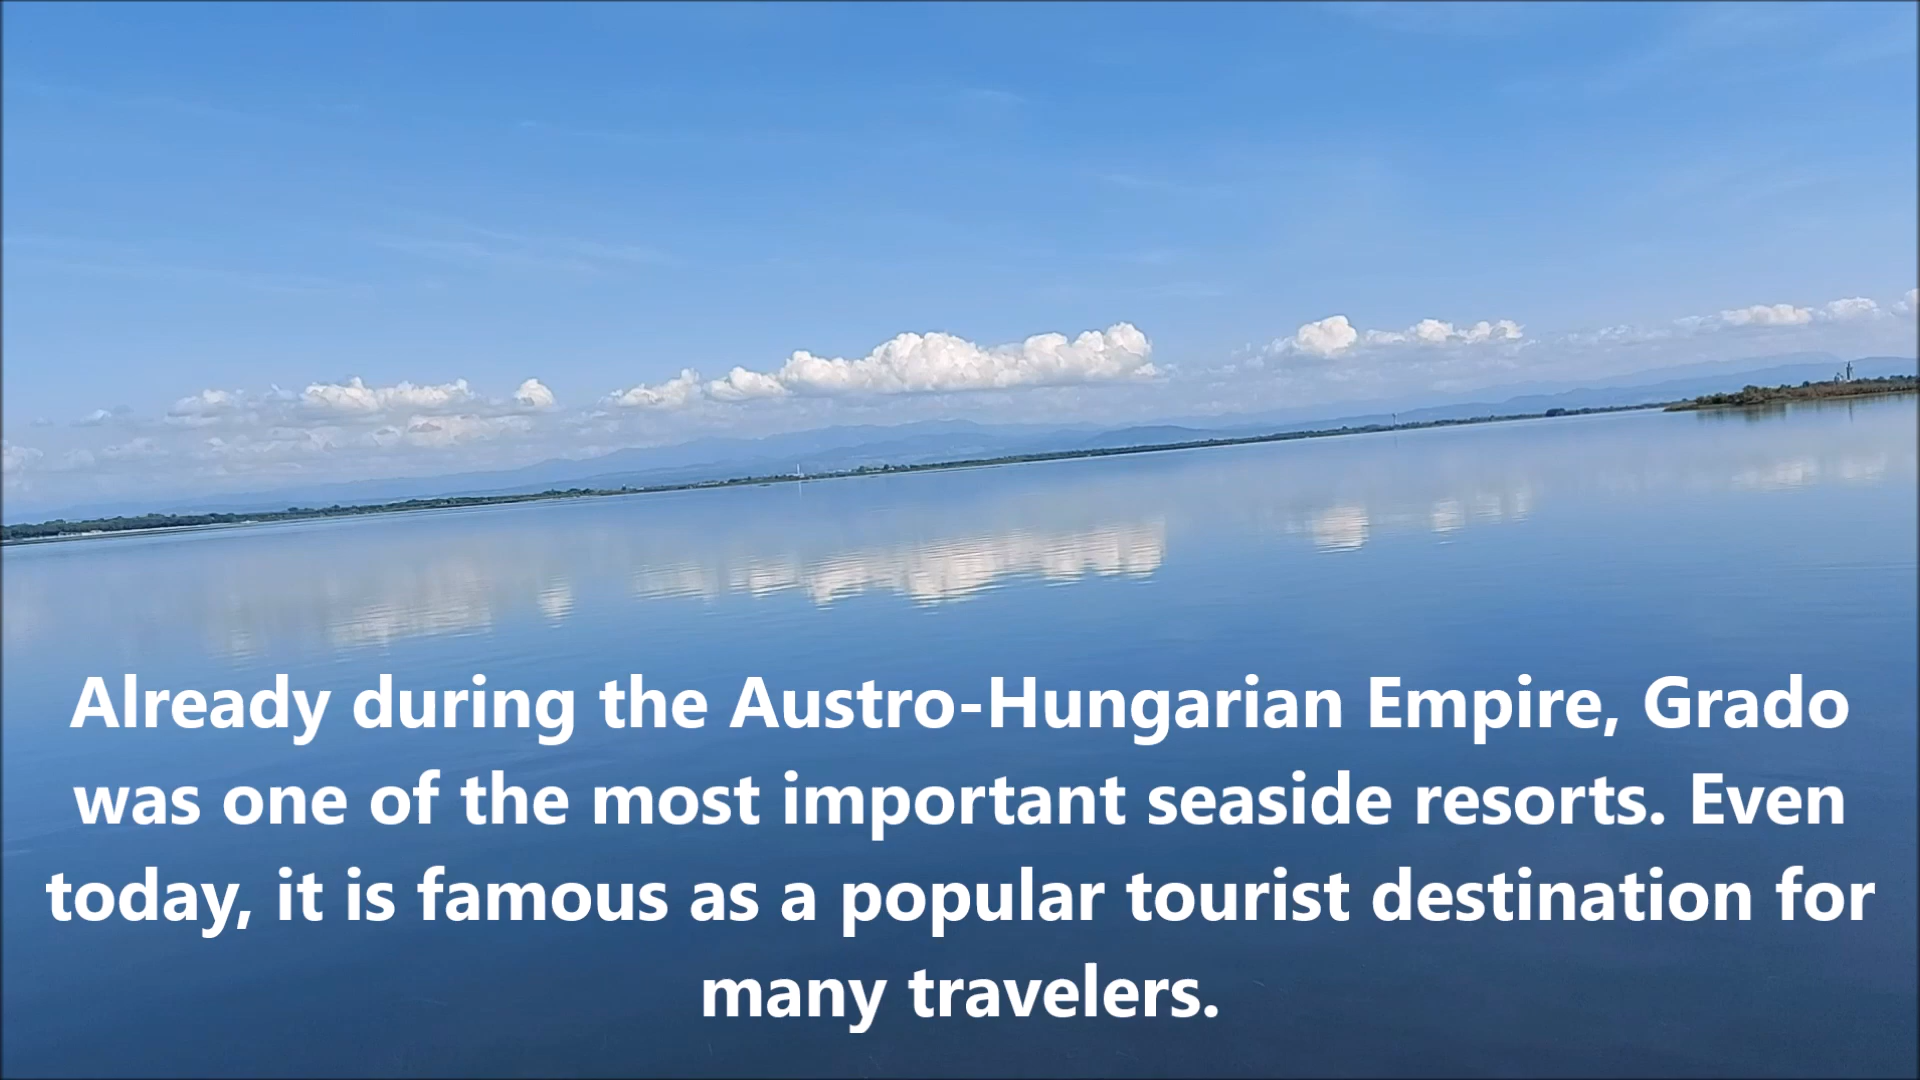 Already during the Austro-Hungarian Empire, Grado
was one of the most important seaside resorts. Even
today, it is famous as a popular tourist destination for
many travelers.